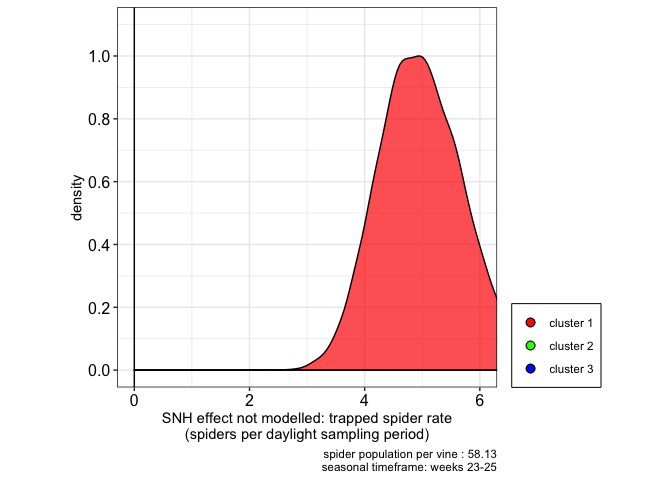 1.0
0.8
0.6
0.4
0.2
0.0
density
0 2 4 6
SNH effect not modelled: trapped spider rate
(spiders per daylight sampling period)
cluster 1
cluster 2
cluster 3
spider population per vine : 58.13
seasonal timeframe: weeks 23-25